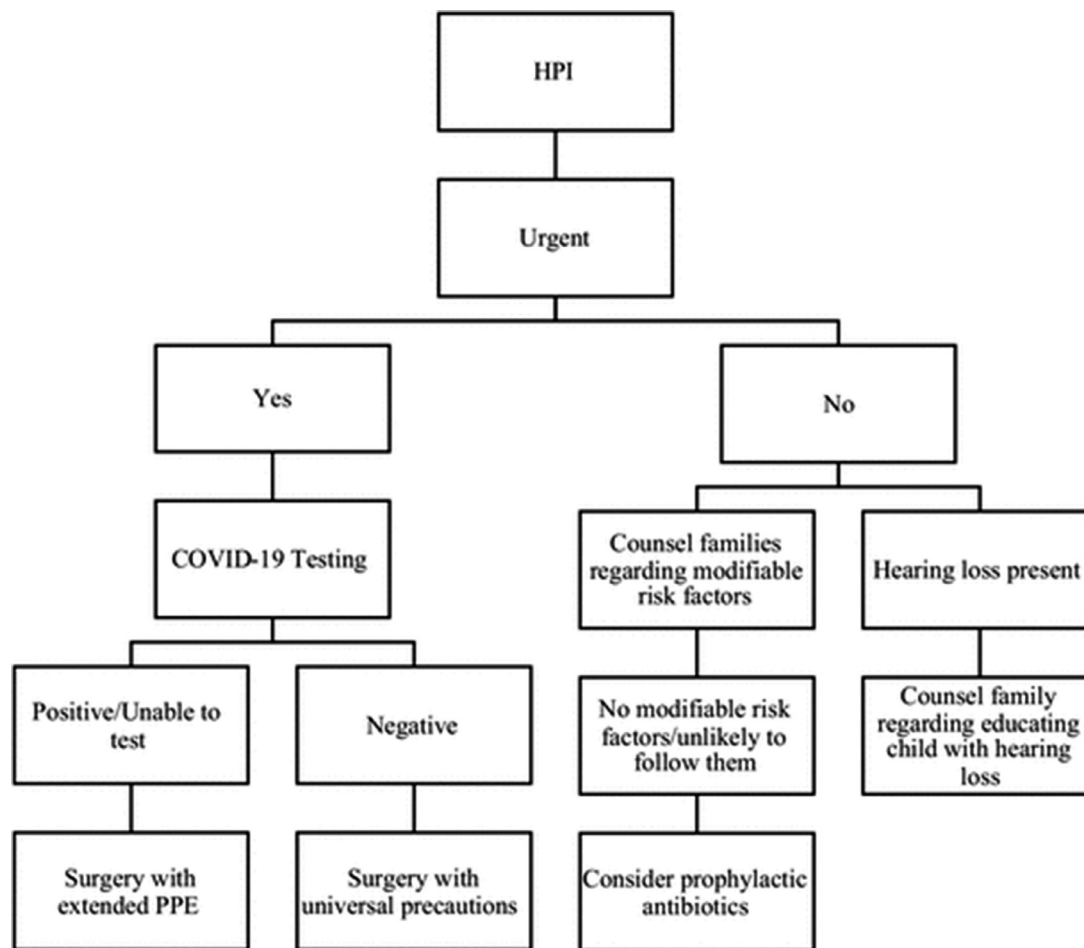 HPI
Urgent
Yes
No
COVID-19 Testing
Counsel families
regarding modifiable
risk factors
Hearing loss present
Positive/Unable to
test
Negative
No modifiable risk
factors/unlikely to
follow them
Counsel family
regarding educating
child with hearing
loss
Surgery with
extended PPE
Surgery with
universal precautions
Consider prophylactic
antibiotics